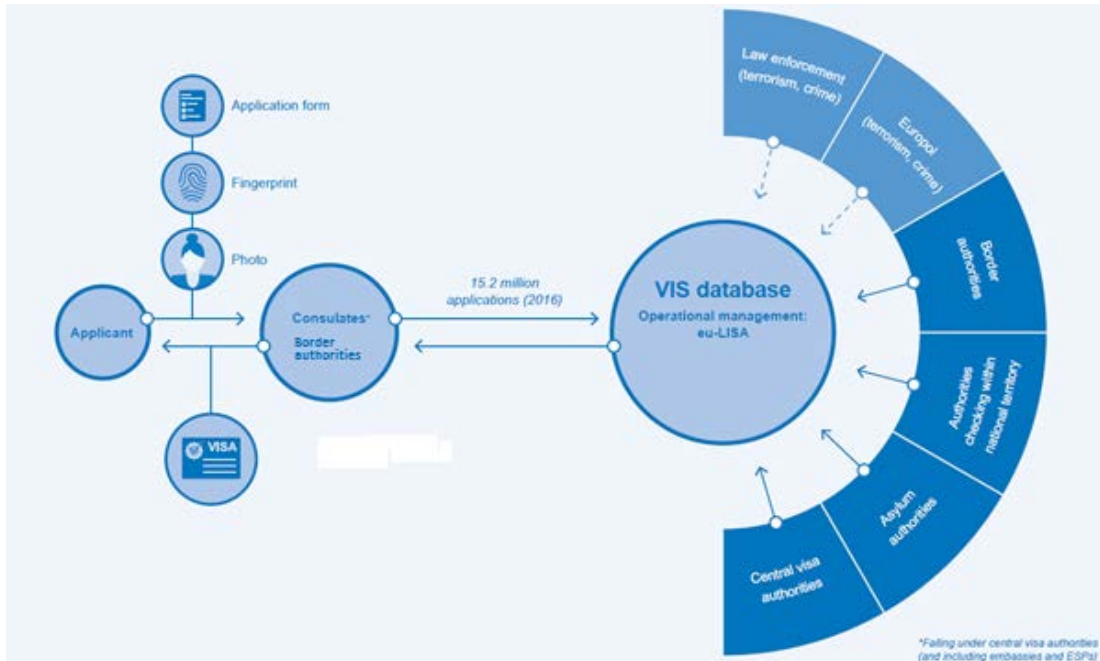 Application form
Fingerprint
Photo
Applicant
Consulates*
Border
authorities
VISA
15.2 million
applications (2016)
VIS database
Operational management:
eu-LISA
Law enforcement
(terrorism, crime)
Europol
(terrorism, crime)
Border
authorities
Authorities
checking within
national territory
Asylum
authorities
Central visa
authorities
*Falling under central visa authorities
(and including embassies and ESPs)